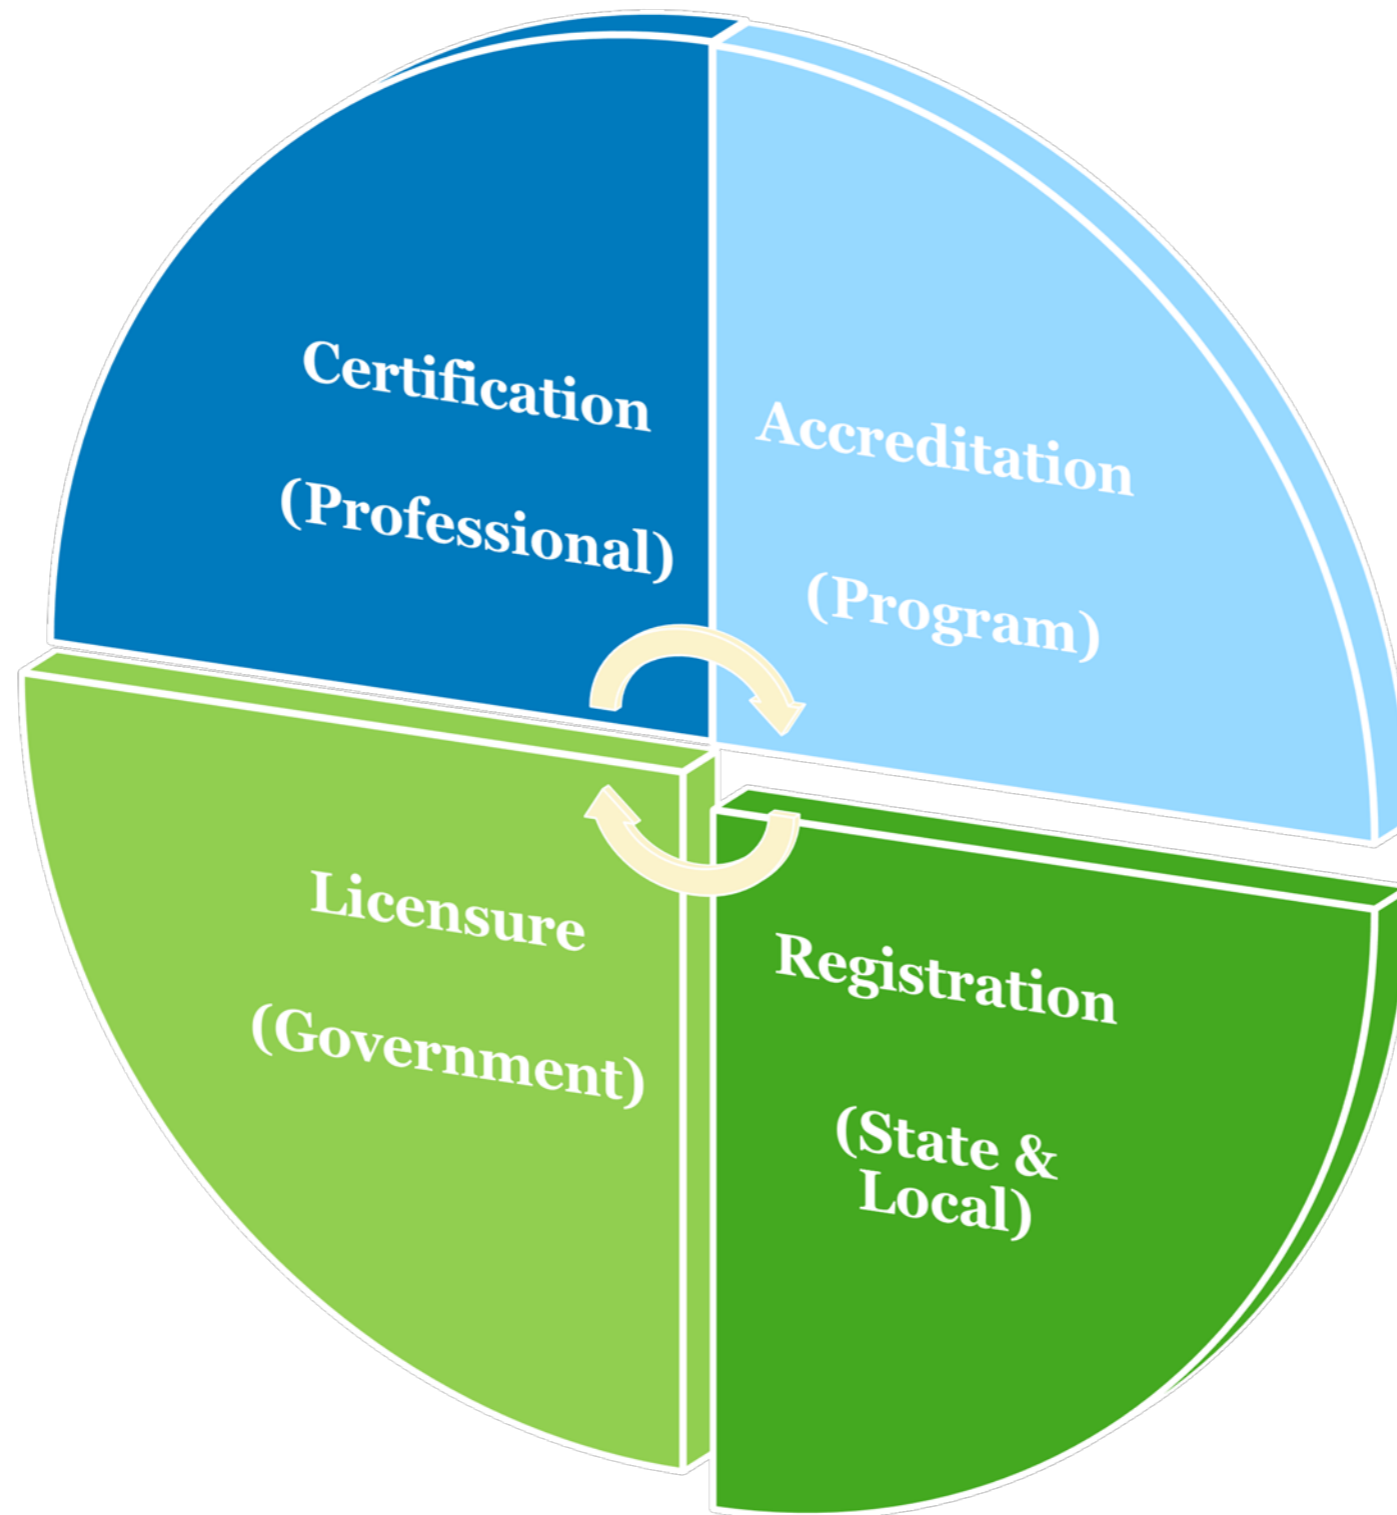 Certification
(Professional)
Accreditation
(Program)
Licensure
(Government)
Registration
(State &
Local)